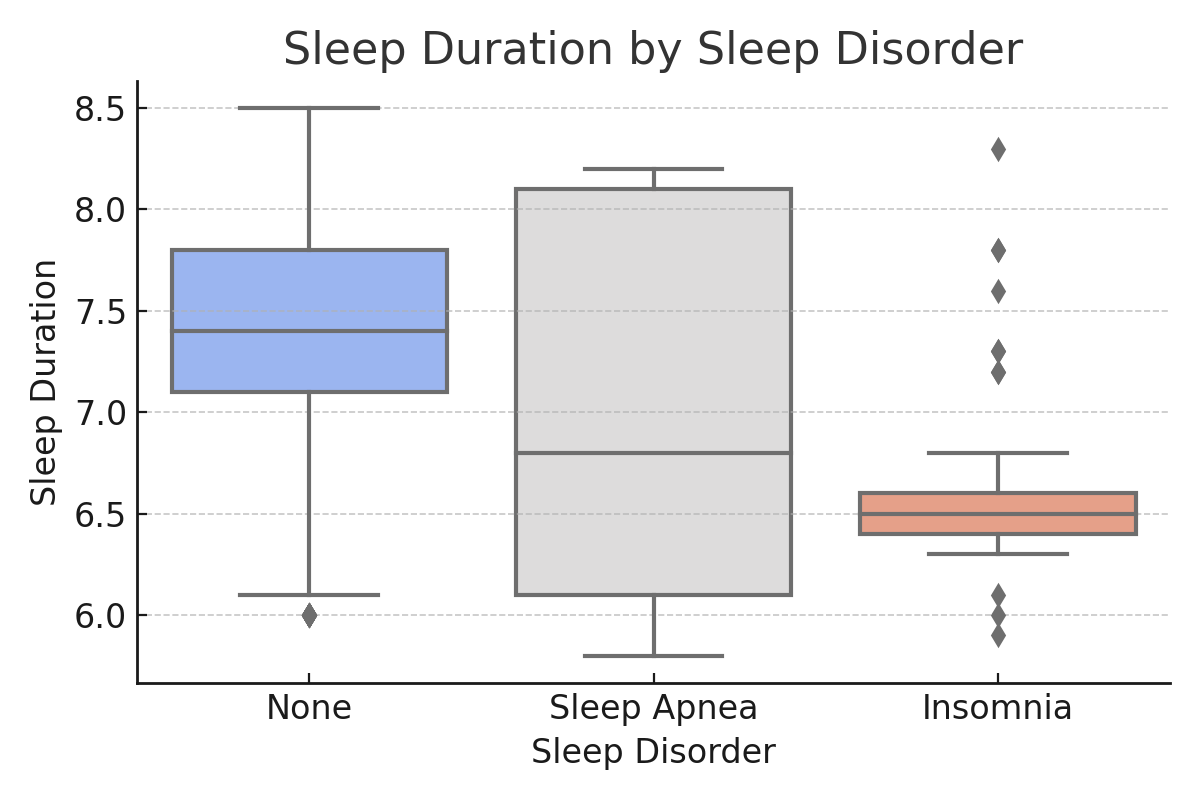 Sleep Duration by Sleep Disorder
8.5
8.0
7.5
7.0
6.5
6.0
Sleep Duration
None Sleep Apnea Insomnia
Sleep Disorder